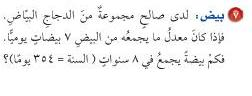 ٧ بيض: لدى صالحٍ مجموعةٌ منَ الدجاجِ البيَّاضِ.
فإذا كانَ معدلُ ما يجمعُه من البيضِ ٧ بيضاتٍ يوميًّا.
فكمْ بيضةً يجمعُ في ٨ سنواتٍ ( السنة = ٣٥٤ يومًا)؟